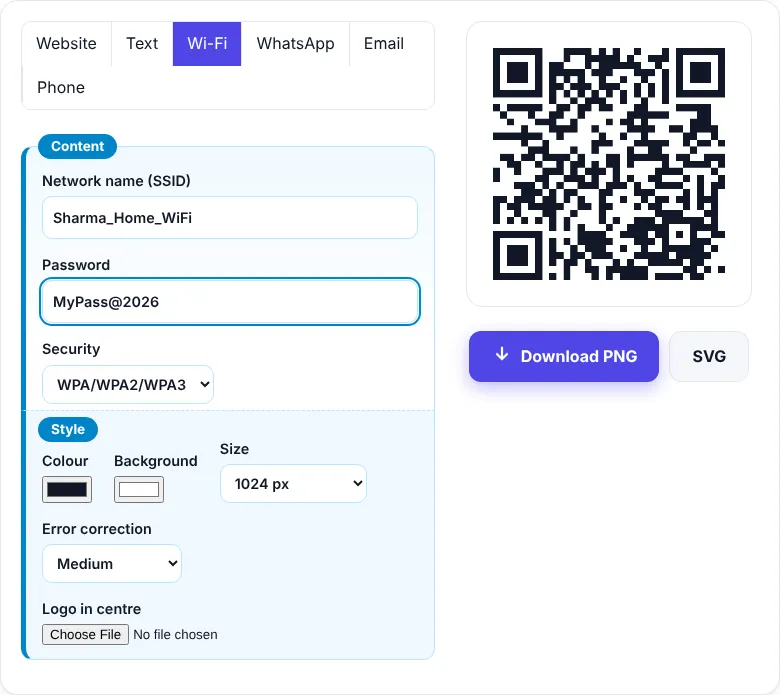 Website
Text
Wi-Fi
WhatsApp
Email
Phone
Content
Network name (SSID)
Sharma_Home_WiFi
Password
MyPass@2026
Security
WPA/WPA2/WPA3
Style
Colour
Background
Size
1024 px
Error correction
Medium
Logo in centre
Choose File No file chosen
Download PNG
SVG